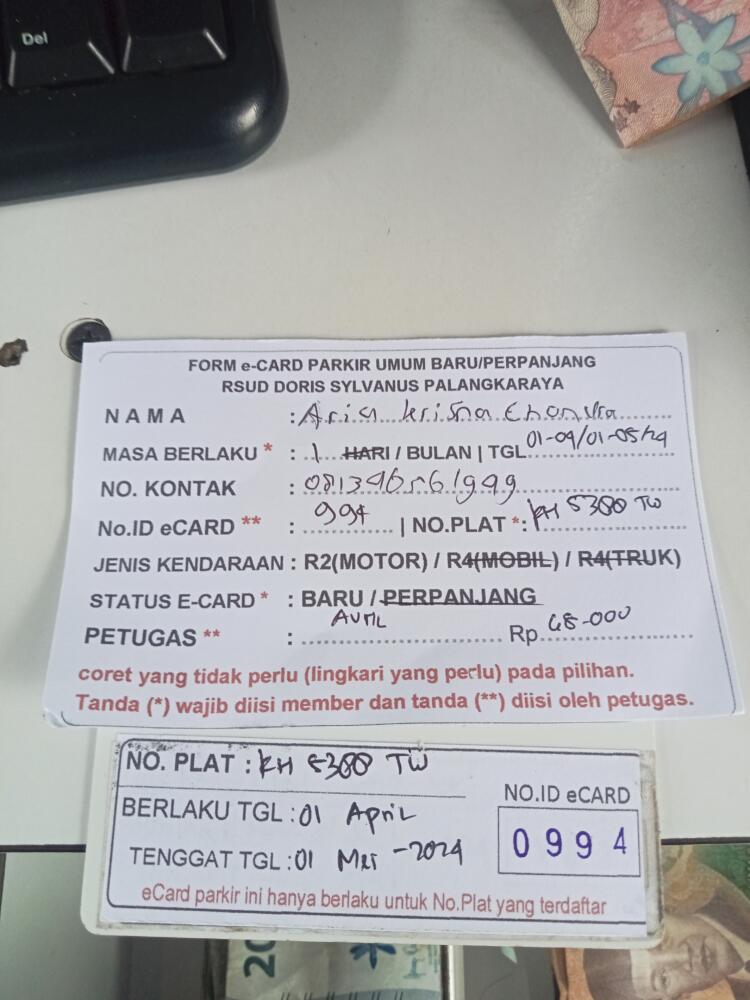 Del
FORM e-CARD PARKIR UMUM BARU/PERPANJANG
RSUD DORIS SYLVANUS PALANGKARAYA
NAMA : Aria krisna Chandra
MASA BERLAKU * : 1 HARI / BULAN | TGL 01-04/01-05/24
NO. KONTAK : 081346561949
No.ID eCARD ** : 994 | NO.PLAT *: KH 5300 TW
JENIS KENDARAAN : R2(MOTOR) / R4(MOBIL) / R4(TRUK)
STATUS E-CARD * : BARU / PERPANJANG
PETUGAS ** : Rp 48-000
coret yang tidak perlu (lingkari yang perlu) pada pilihan.
Tanda (*) wajib diisi member dan tanda (**) diisi oleh petugas.
NO. PLAT : KH 5300 TW
BERLAKU TGL : 01 April
TENGGAT TGL : 01 Mei -2024
NO.ID eCARD
0994
eCard parkir ini hanya berlaku untuk No.Plat yang terdaftar
20